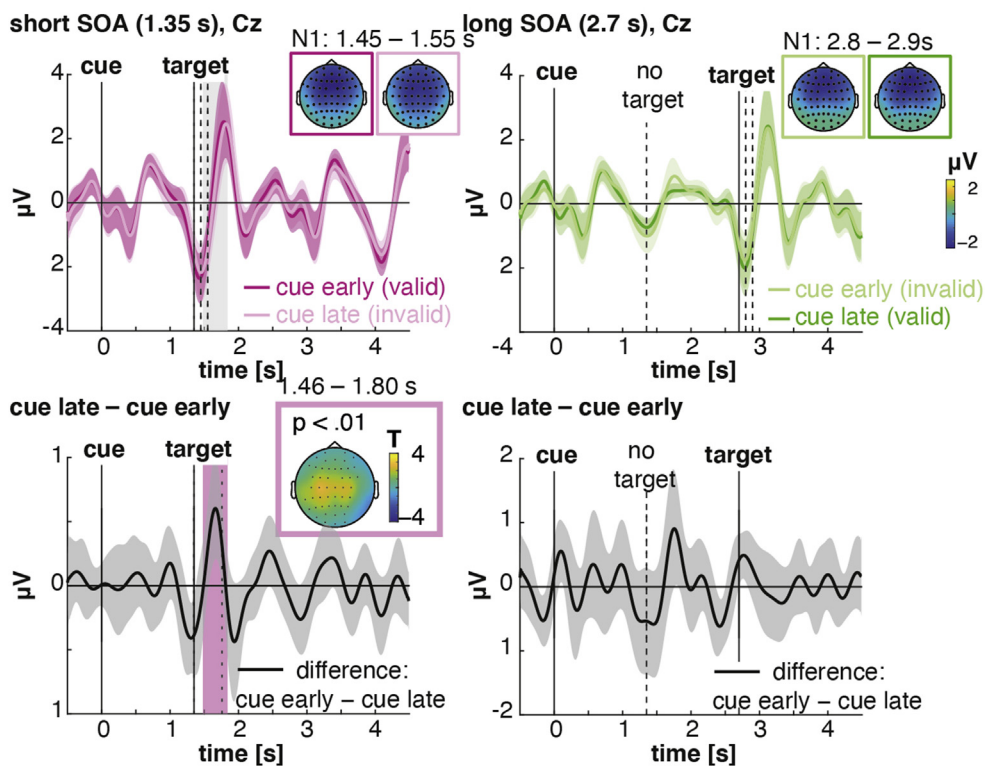 short SOA (1.35 s), Cz
N1: 1.45 – 1.55 s
cue
target
4
2
0
2
-4
µV
cue early (valid)
cue late (invalid)
0 1 2 3 4
time [s]
long SOA (2.7 s), Cz
N1: 2.8 – 2.9s
cue
no
target
target
4
2
0
2
-4
µV
µV
2
-2
cue early (invalid)
cue late (valid)
0 1 2 3 4
time [s]
cue late – cue early
1.46 – 1.80 s
p < .01
T
4
–4
cue
target
1
0
1
µV
difference:
cue early – cue late
0 1 2 3 4
time [s]
cue late – cue early
cue
no
target
target
2
1
0
1
-2
µV
difference:
cue early – cue late
0 1 2 3 4
time [s]